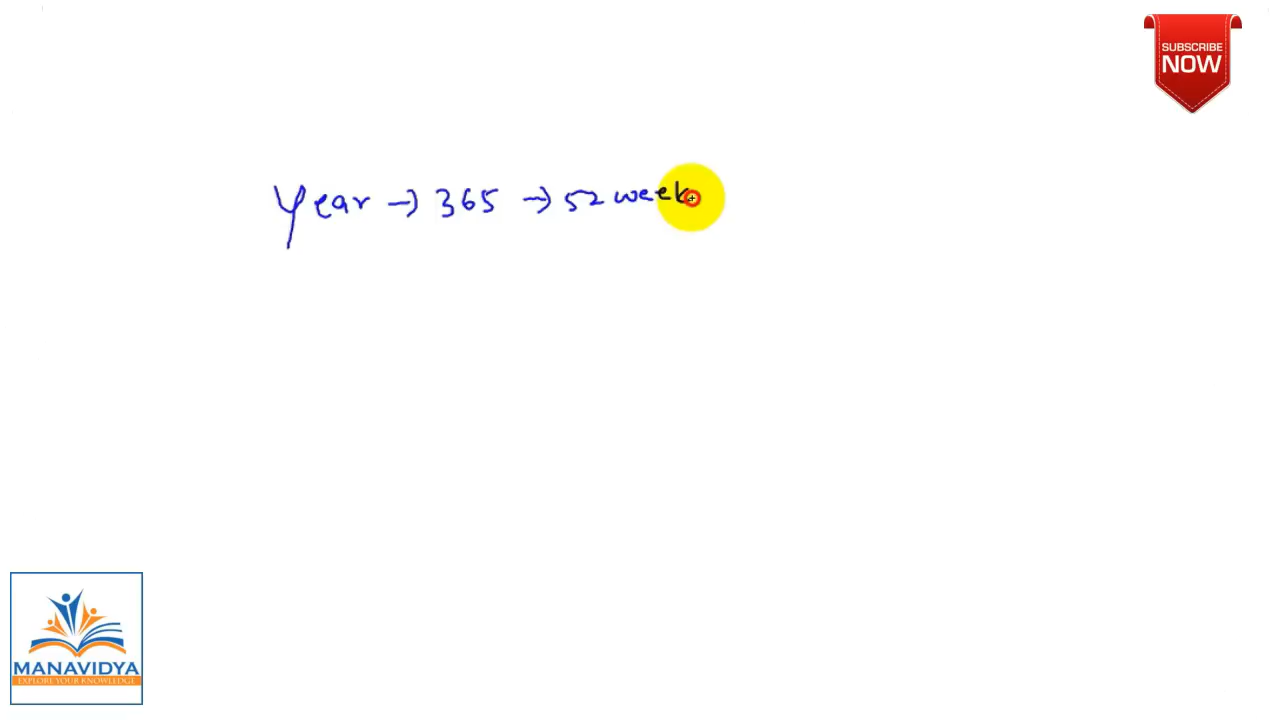 SUBSCRIBE
NOW
Year → 365 → 52 week
MANAVIDYA
EXPLORE YOUR KNOWLEDGE